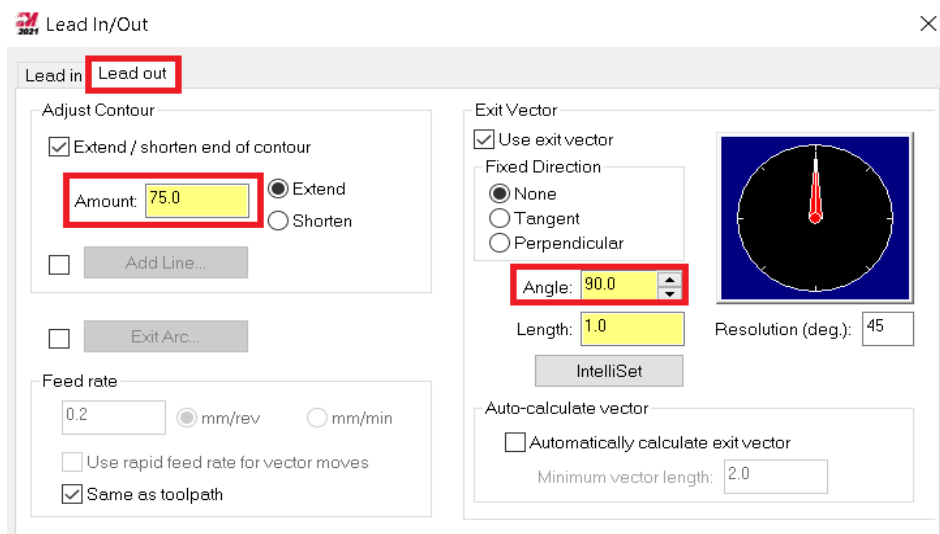 2021 Lead In/Out
Lead in Lead out
Adjust Contour
Extend / shorten end of contour
Amount: 75.0
Extend
Shorten
Add Line...
Exit Arc...
Feed rate
0.2 mm/rev mm/min
Use rapid feed rate for vector moves
Same as toolpath
Exit Vector
Use exit vector
Fixed Direction
None
Tangent
Perpendicular
Angle: 90.0
Length: 1.0 Resolution (deg.): 45
IntelliSet
Auto-calculate vector
Automatically calculate exit vector
Minimum vector length: 2.0